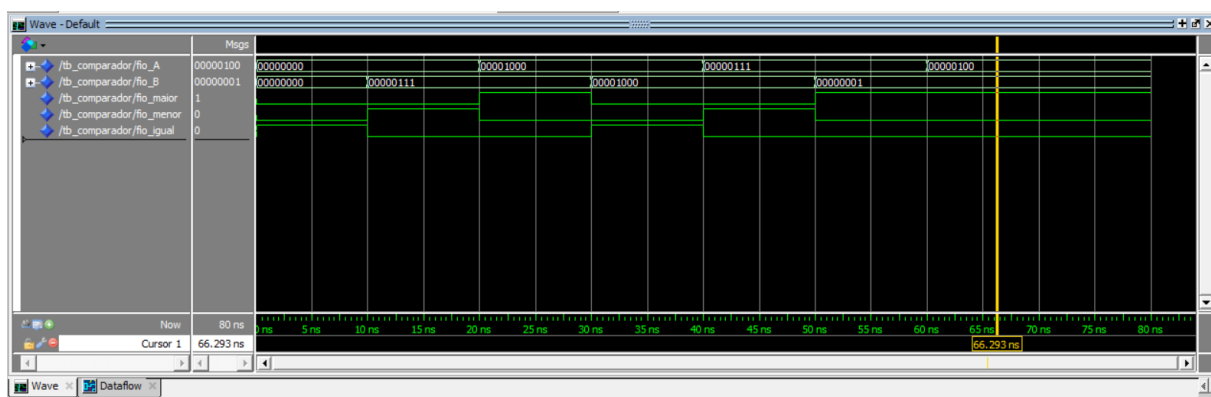 Wave - Default
Msgs
/tb_comparador/fio_A 00000100 00000000 00001000 00000111 00000100
/tb_comparador/fio_B 00000001 00000000 00000111 00001000 00000001
/tb_comparador/fio_maior 1
/tb_comparador/fio_menor 0
/tb_comparador/fio_igual 0
Now 80 ns 0 ns 5 ns 10 ns 15 ns 20 ns 25 ns 30 ns 35 ns 40 ns 45 ns 50 ns 55 ns 60 ns 65 ns 70 ns 75 ns 80 ns
Cursor 1 66.293 ns 66.293 ns
Wave Dataflow